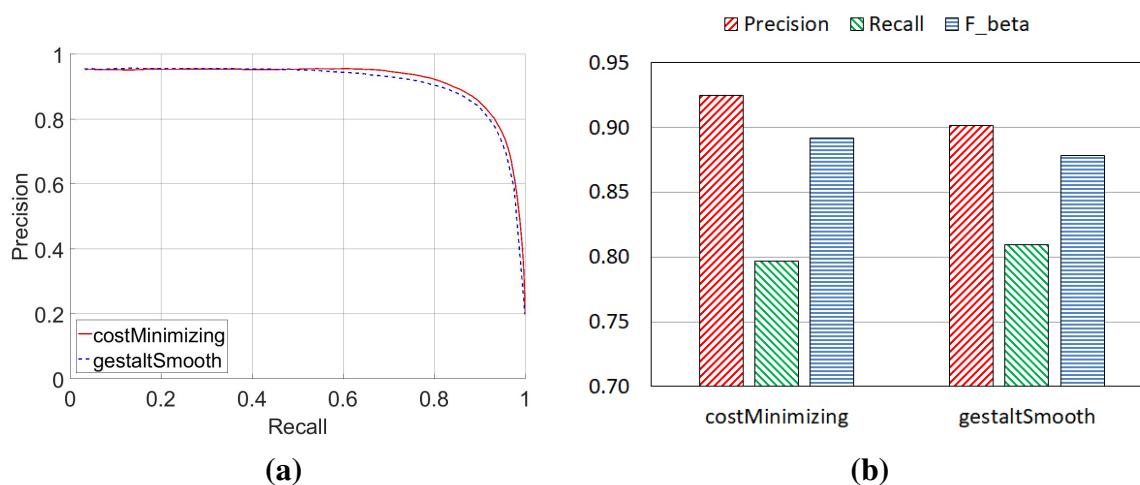 1
0.8
0.6
0.4
0.2
0
Precision
costMinimizing
gestaltSmooth
0 0.2 0.4 0.6 0.8 1
Recall
(a)
Precision Recall F_beta
0.95
0.90
0.85
0.80
0.75
0.70
costMinimizing gestaltSmooth
(b)